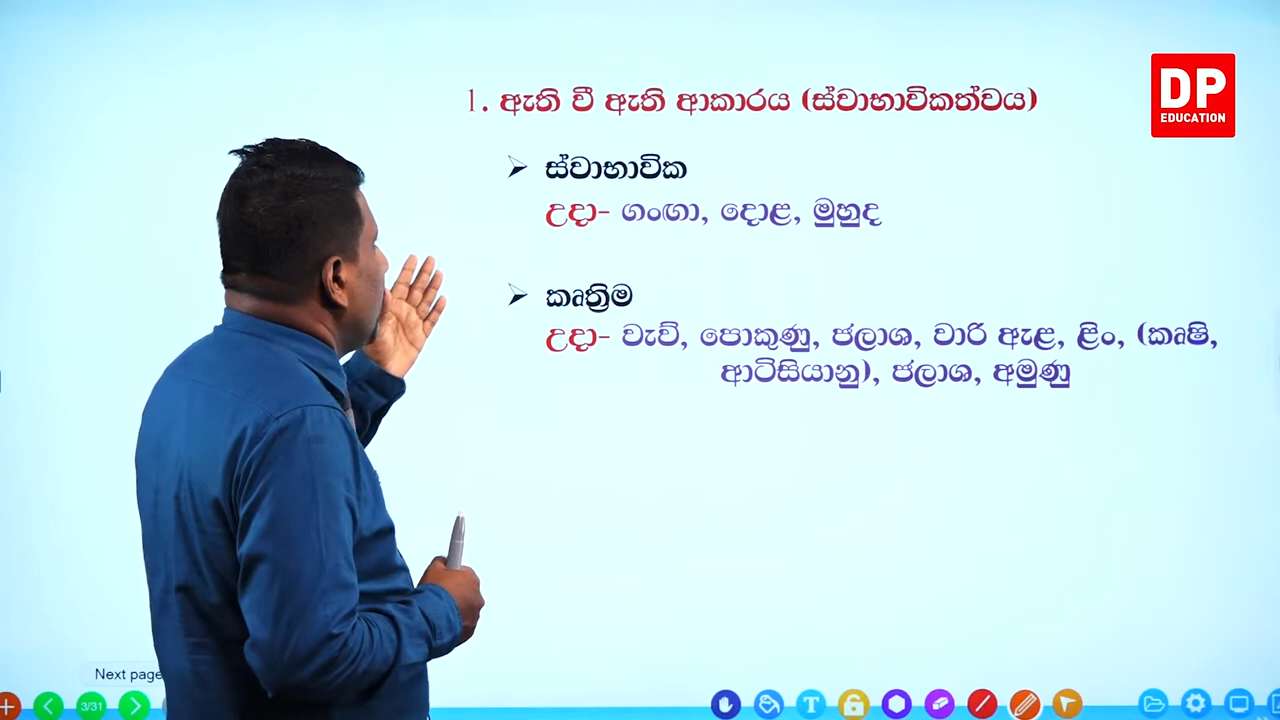 DP
EDUCATION
1. ඇති වී ඇති ආකාරය (ස්වාභාවිකත්වය)
➢ ස්වාභාවික
උදා- ගංඟා, දොළ, මුහුද
➢ කෘත්‍රිම
උදා- වැව්, පොකුණු, ජලාශ, වාරි ඇළ, ළිං, (කෘෂි,
ආටිසියානු), ජලාශ, අමුණු
Next page
3/31
T